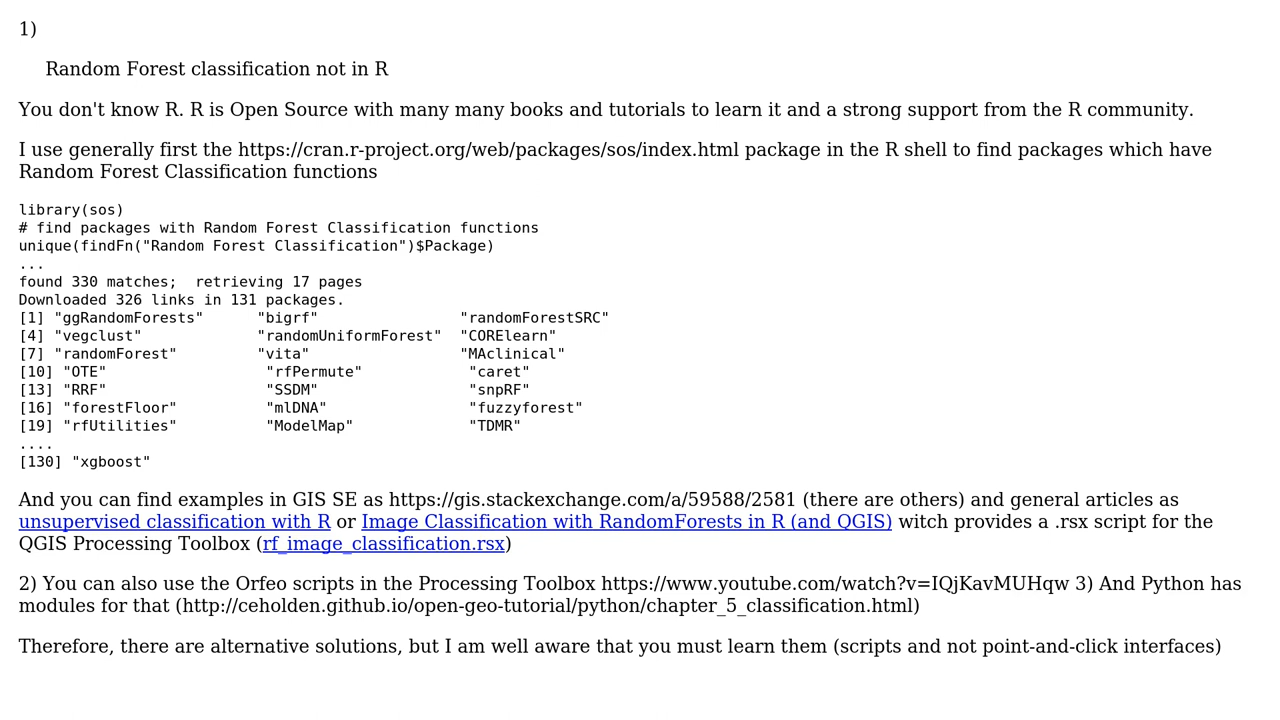 1)
Random Forest classification not in R
You don't know R. R is Open Source with many many books and tutorials to learn it and a strong support from the R community.
I use generally first the https://cran.r-project.org/web/packages/sos/index.html package in the R shell to find packages which have
Random Forest Classification functions
library(sos)
# find packages with Random Forest Classification functions
unique(findFn("Random Forest Classification")$Package)
...
found 330 matches;  retrieving 17 pages
Downloaded 326 links in 131 packages.
[1] "ggRandomForests"      "bigrf"                "randomForestSRC"
[4] "vegclust"             "randomUniformForest"  "CORElearn"
[7] "randomForest"         "vita"                 "MAclinical"
[10] "OTE"                  "rfPermute"            "caret"
[13] "RRF"                  "SSDM"                 "snpRF"
[16] "forestFloor"          "mlDNA"                "fuzzyforest"
[19] "rfUtilities"          "ModelMap"             "TDMR"
....
[130] "xgboost"
And you can find examples in GIS SE as https://gis.stackexchange.com/a/59588/2581 (there are others) and general articles as
unsupervised classification with R or Image Classification with RandomForests in R (and QGIS) witch provides a .rsx script for the
QGIS Processing Toolbox (rf_image_classification.rsx)
2) You can also use the Orfeo scripts in the Processing Toolbox https://www.youtube.com/watch?v=IQjKavMUHqw 3) And Python has
modules for that (http://ceholden.github.io/open-geo-tutorial/python/chapter_5_classification.html)
Therefore, there are alternative solutions, but I am well aware that you must learn them (scripts and not point-and-click interfaces)